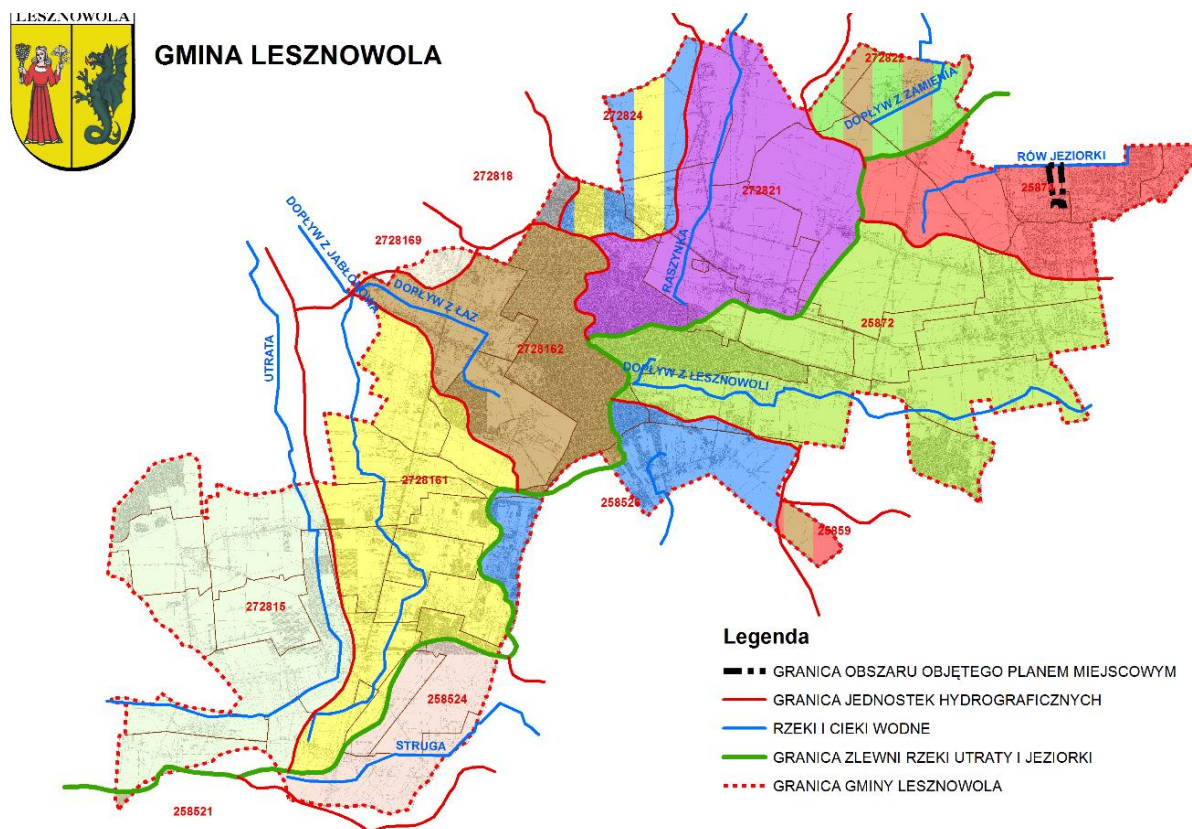 LESZNOWOLA
GMINA LESZNOWOLA
272822
DOPŁYW Z ZAMIENIA
272824
RÓW JEZIORKI
272818
272821
DOPŁYW Z JABŁONOWA
2728169
RASZYNKA
DOPŁYW Z ŁAZ
25872
UTRATA
2728162
DOPŁYW Z LESZNOWOLI
2728161
258526
25859
272815
258524
STRUGA
258521
Legenda
GRANICA OBSZARU OBJĘTEGO PLANEM MIEJSCOWYM
GRANICA JEDNOSTEK HYDROGRAFICZNYCH
RZEKI I CIEKI WODNE
GRANICA ZLEWNI RZEKI UTRATY I JEZIORKI
GRANICA GMINY LESZNOWOLA